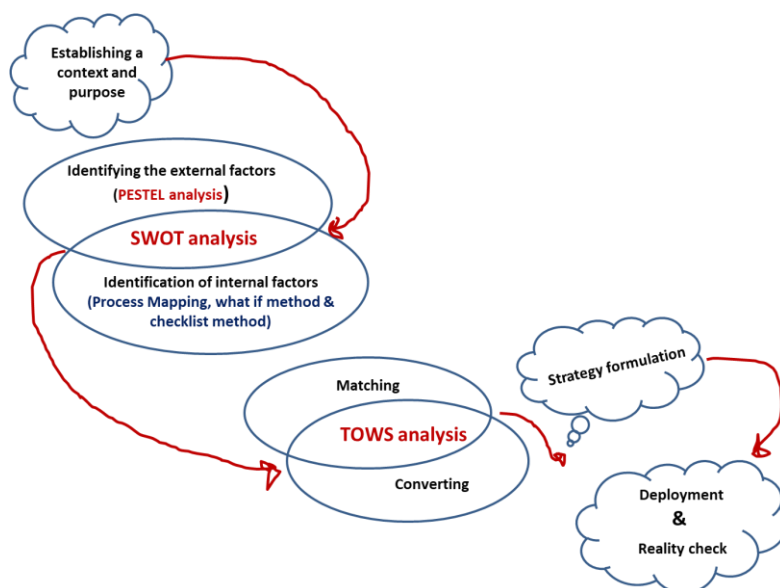 Establishing a
context and
purpose
Identifying the external factors
(PESTEL analysis)
SWOT analysis
Identification of internal factors
(Process Mapping, what if method &
checklist method)
Matching
TOWS analysis
Converting
Strategy formulation
Deployment
&
Reality check